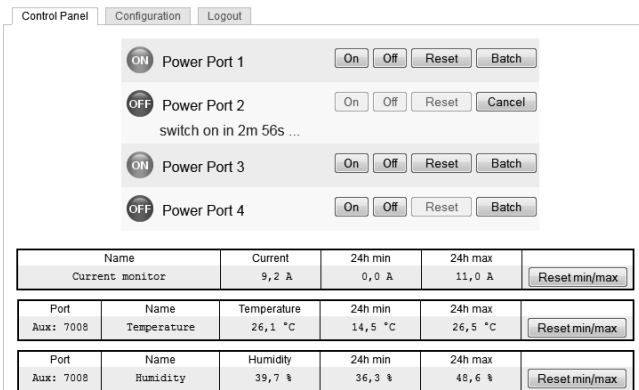 Control Panel Configuration Logout
ON Power Port 1 On Off Reset Batch
OFF Power Port 2 On Off Reset Cancel
switch on in 2m 56s ...
ON Power Port 3 On Off Reset Batch
OFF Power Port 4 On Off Reset Batch
Name Current 24h min 24h max
Current monitor 9,2 A 0,0 A 11,0 A Reset min/max
Port Name Temperature 24h min 24h max
Aux: 7008 Temperature 26,1 °C 14,5 °C 26,5 °C Reset min/max
Port Name Humidity 24h min 24h max
Aux: 7008 Humidity 39,7 % 36,3 % 48,6 % Reset min/max